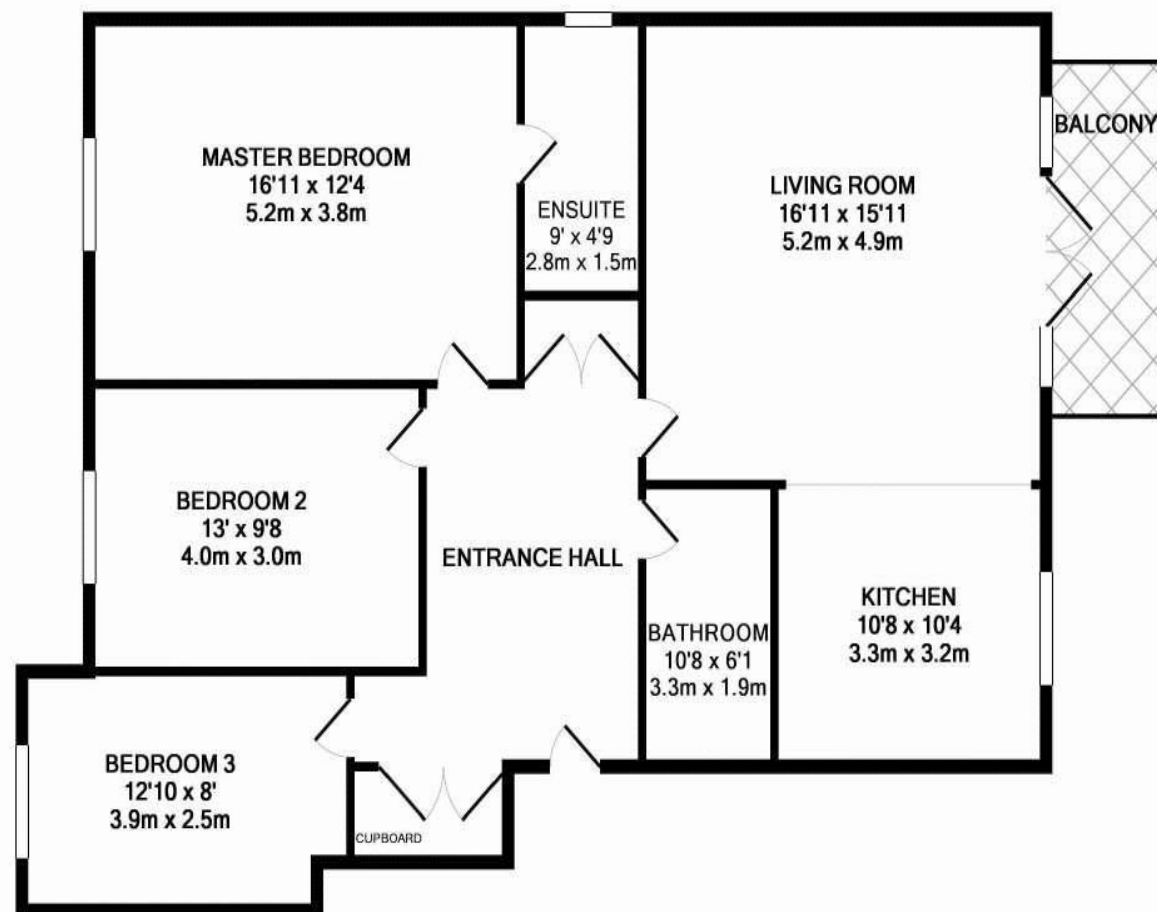 MASTER BEDROOM
16'11 x 12'4
5.2m x 3.8m
ENSUITE
9' x 4'9
2.8m x 1.5m
LIVING ROOM
16'11 x 15'11
5.2m x 4.9m
BALCONY
BEDROOM 2
13' x 9'8
4.0m x 3.0m
ENTRANCE HALL
BATHROOM
10'8 x 6'1
3.3m x 1.9m
KITCHEN
10'8 x 10'4
3.3m x 3.2m
BEDROOM 3
12'10 x 8'
3.9m x 2.5m
CUPBOARD